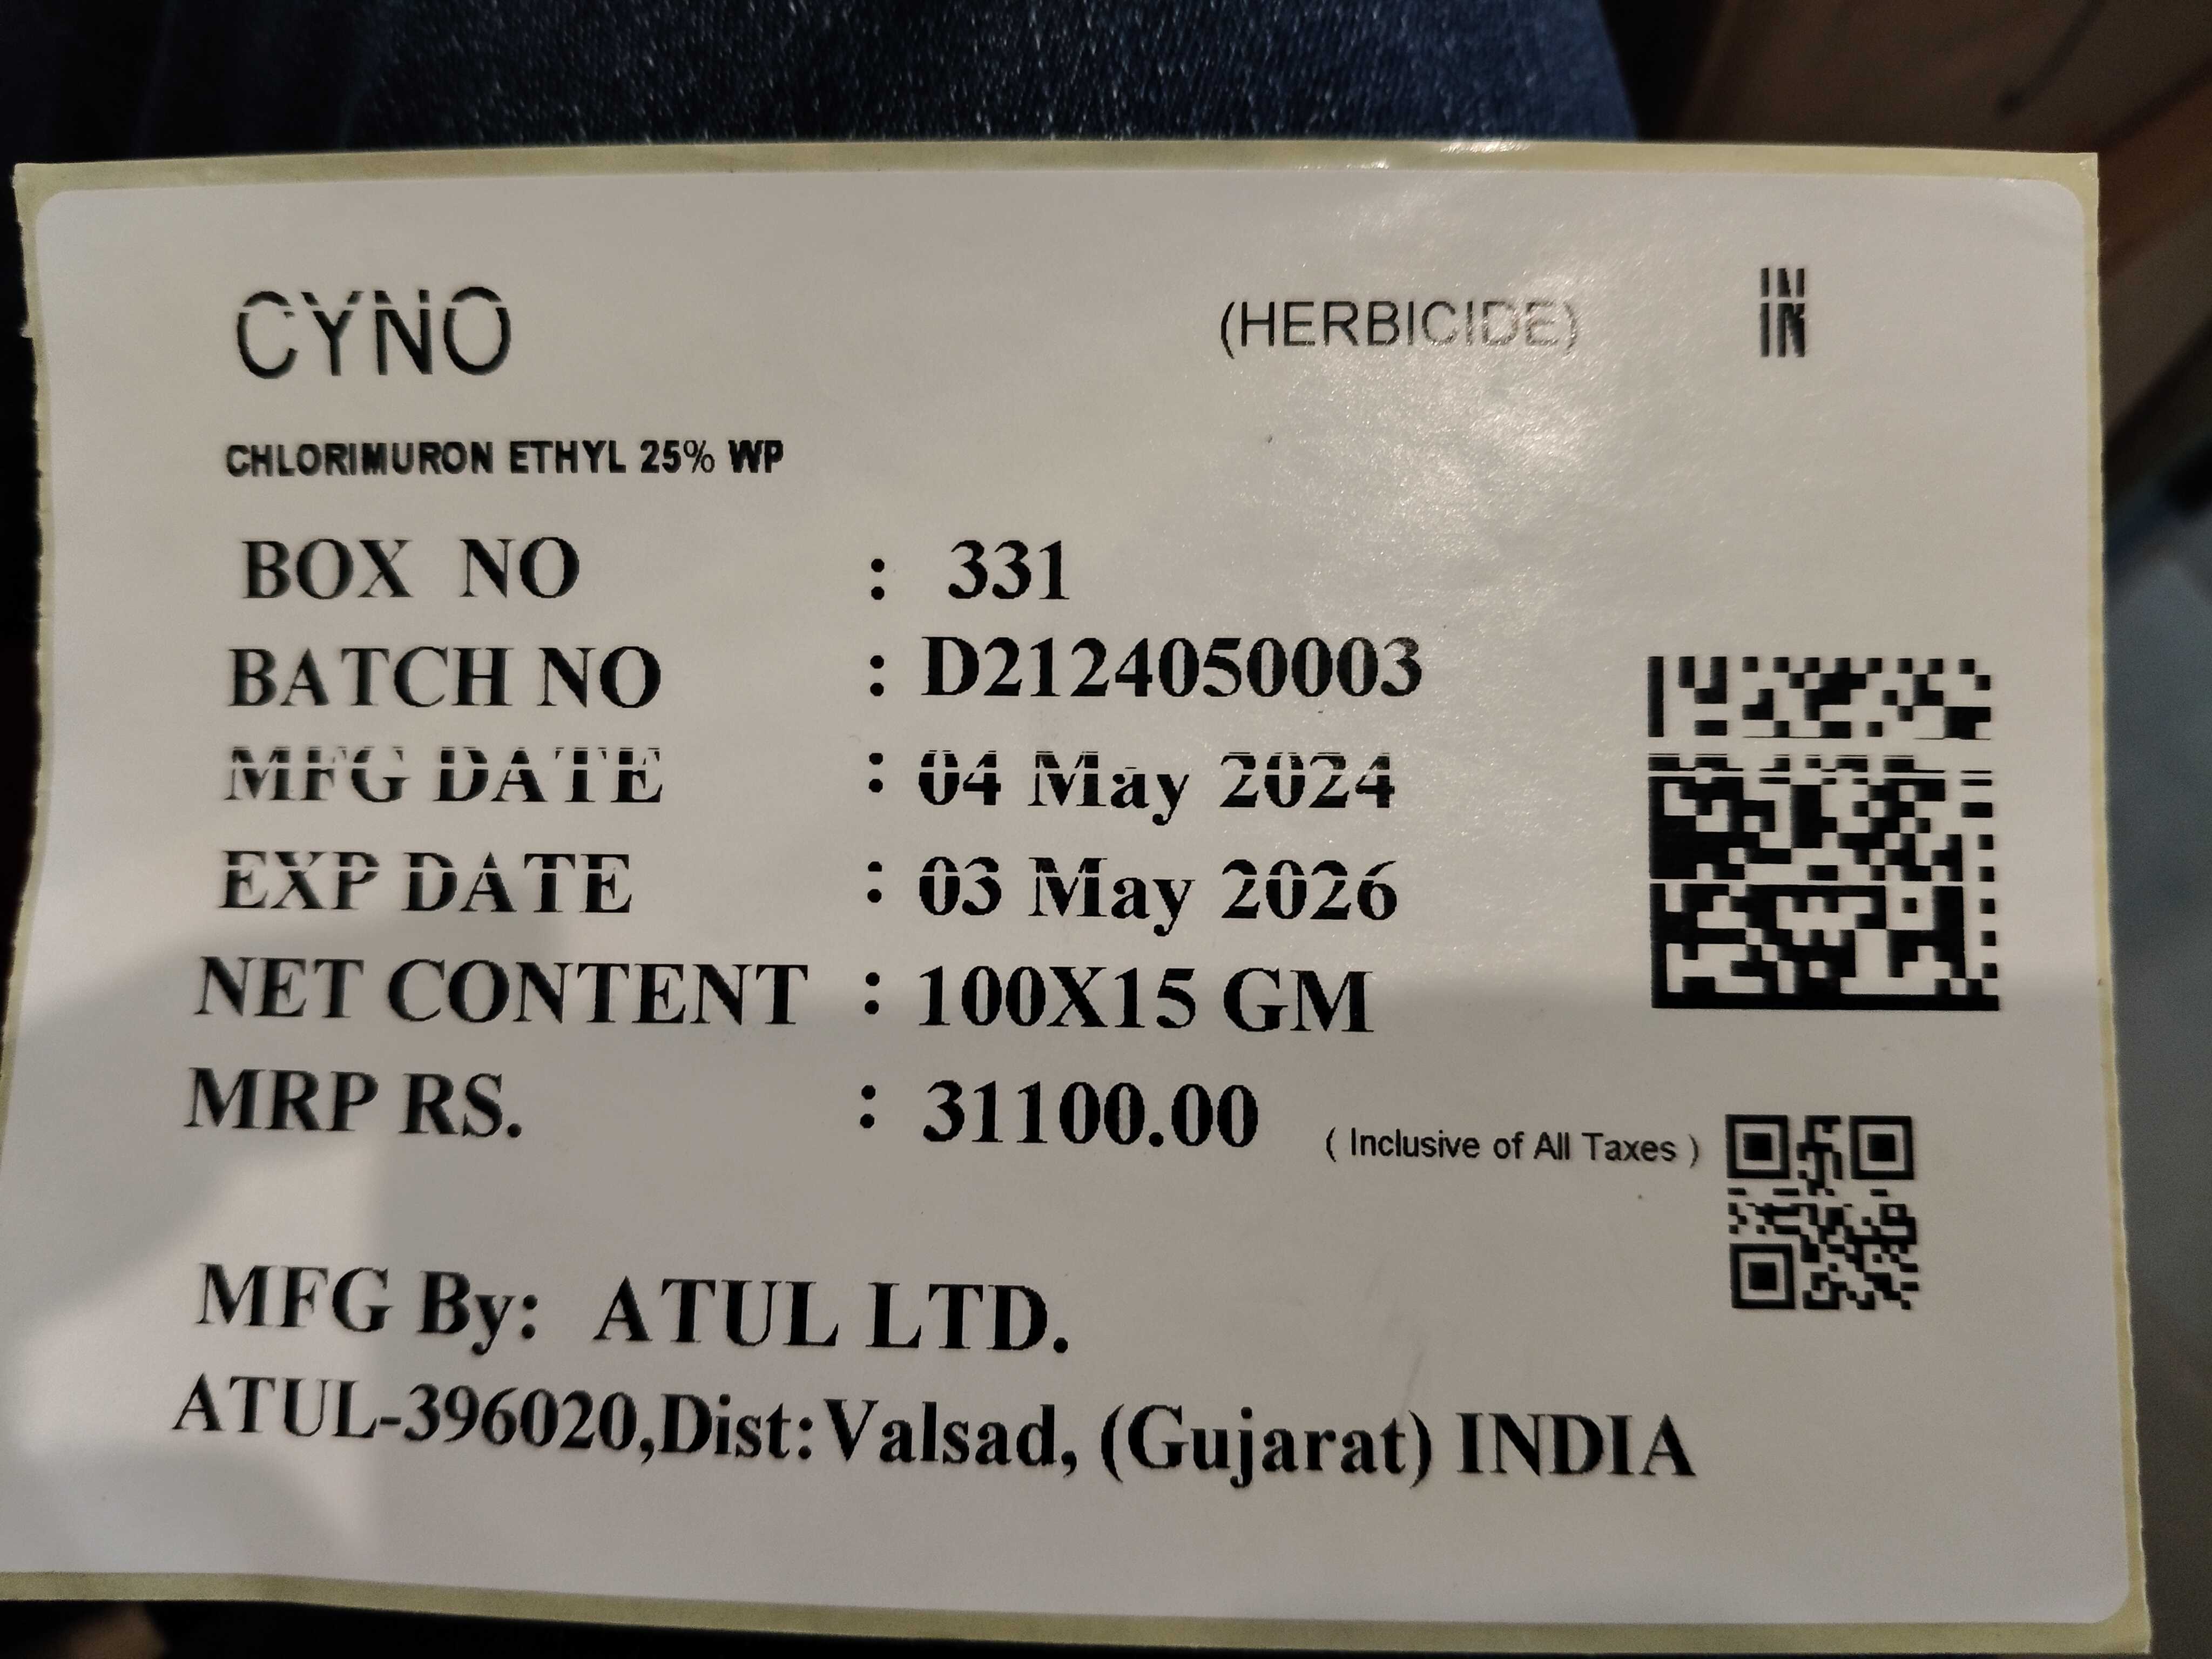 CYNO (HERBICIDE) IN
CHLORIMURON ETHYL 25% WP
BOX NO : 331
BATCH NO : D2124050003
MFG DATE : 04 May 2024
EXP DATE : 03 May 2026
NET CONTENT : 100X15 GM
MRP RS. : 31100.00 ( Inclusive of All Taxes )
MFG By: ATUL LTD.
ATUL-396020,Dist:Valsad, (Gujarat) INDIA